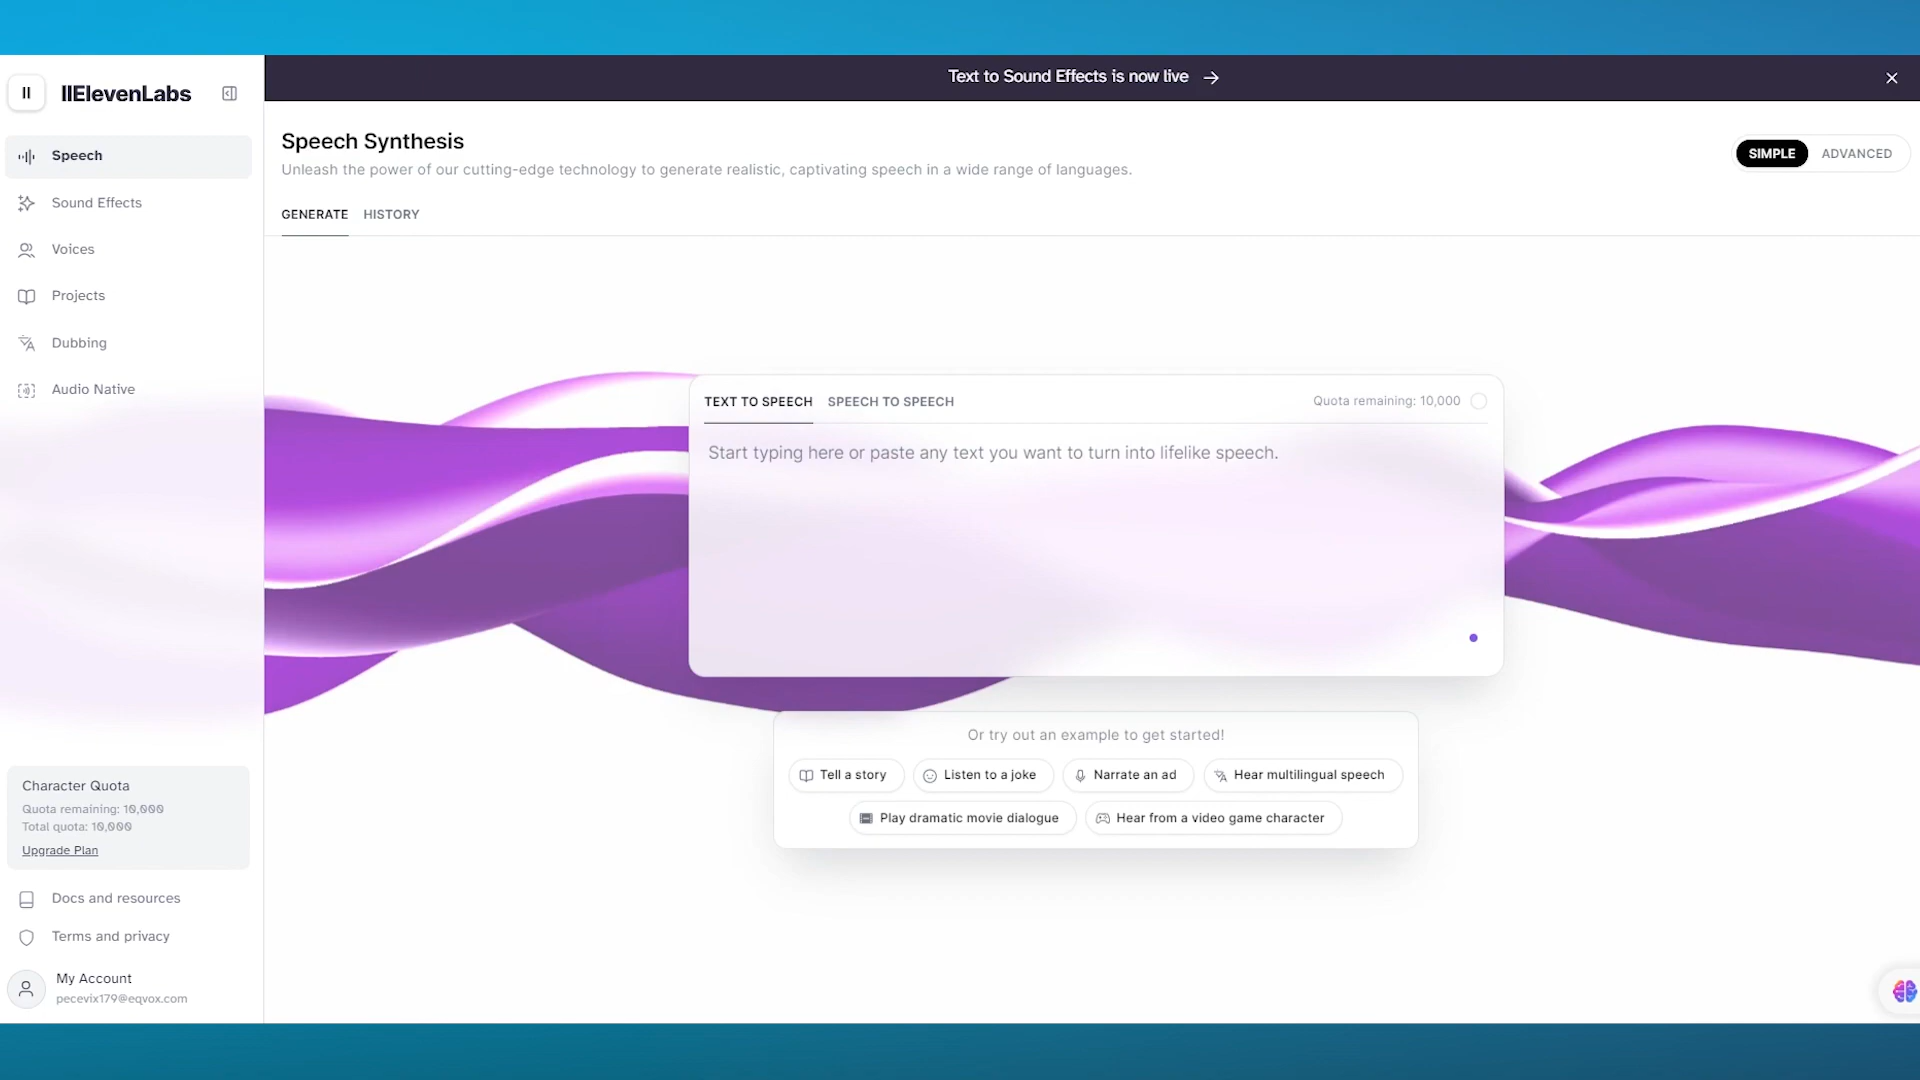 IIElevenLabs
Text to Sound Effects is now live →
Speech
Sound Effects
Voices
Projects
Dubbing
Audio Native
Speech Synthesis
Unleash the power of our cutting-edge technology to generate realistic, captivating speech in a wide range of languages.
SIMPLE ADVANCED
GENERATE HISTORY
TEXT TO SPEECH SPEECH TO SPEECH Quota remaining: 10,000
Start typing here or paste any text you want to turn into lifelike speech.
Or try out an example to get started!
Tell a story Listen to a joke Narrate an ad Hear multilingual speech
Play dramatic movie dialogue Hear from a video game character
Character Quota
Quota remaining: 10,000
Total quota: 10,000
Upgrade Plan
Docs and resources
Terms and privacy
My Account
pecevix179@eqvox.com